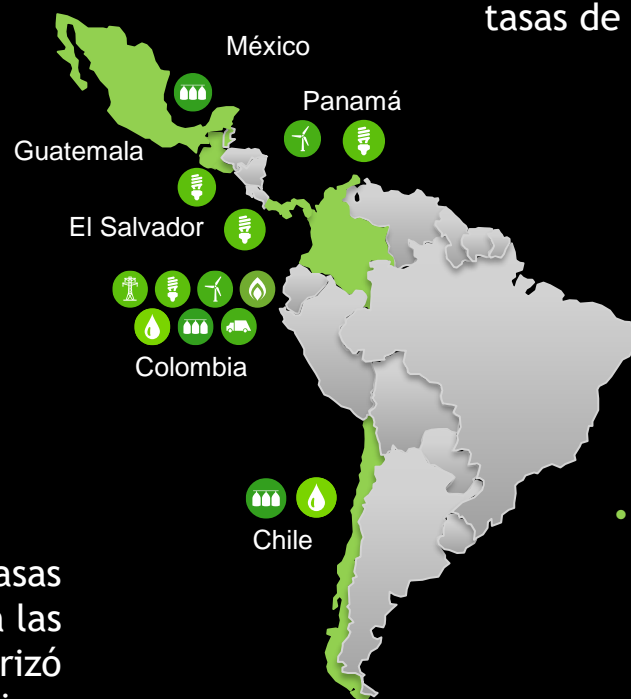 tasas de
México
Panamá
Guatemala
El Salvador
Colombia
Chile
asas
las
rizó